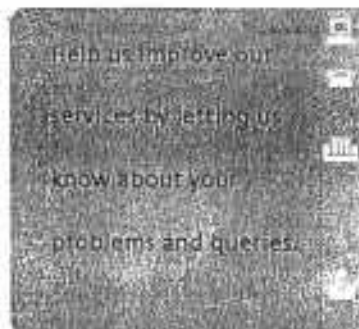 Help us improve our
services by letting us
know about your
problems and queries.